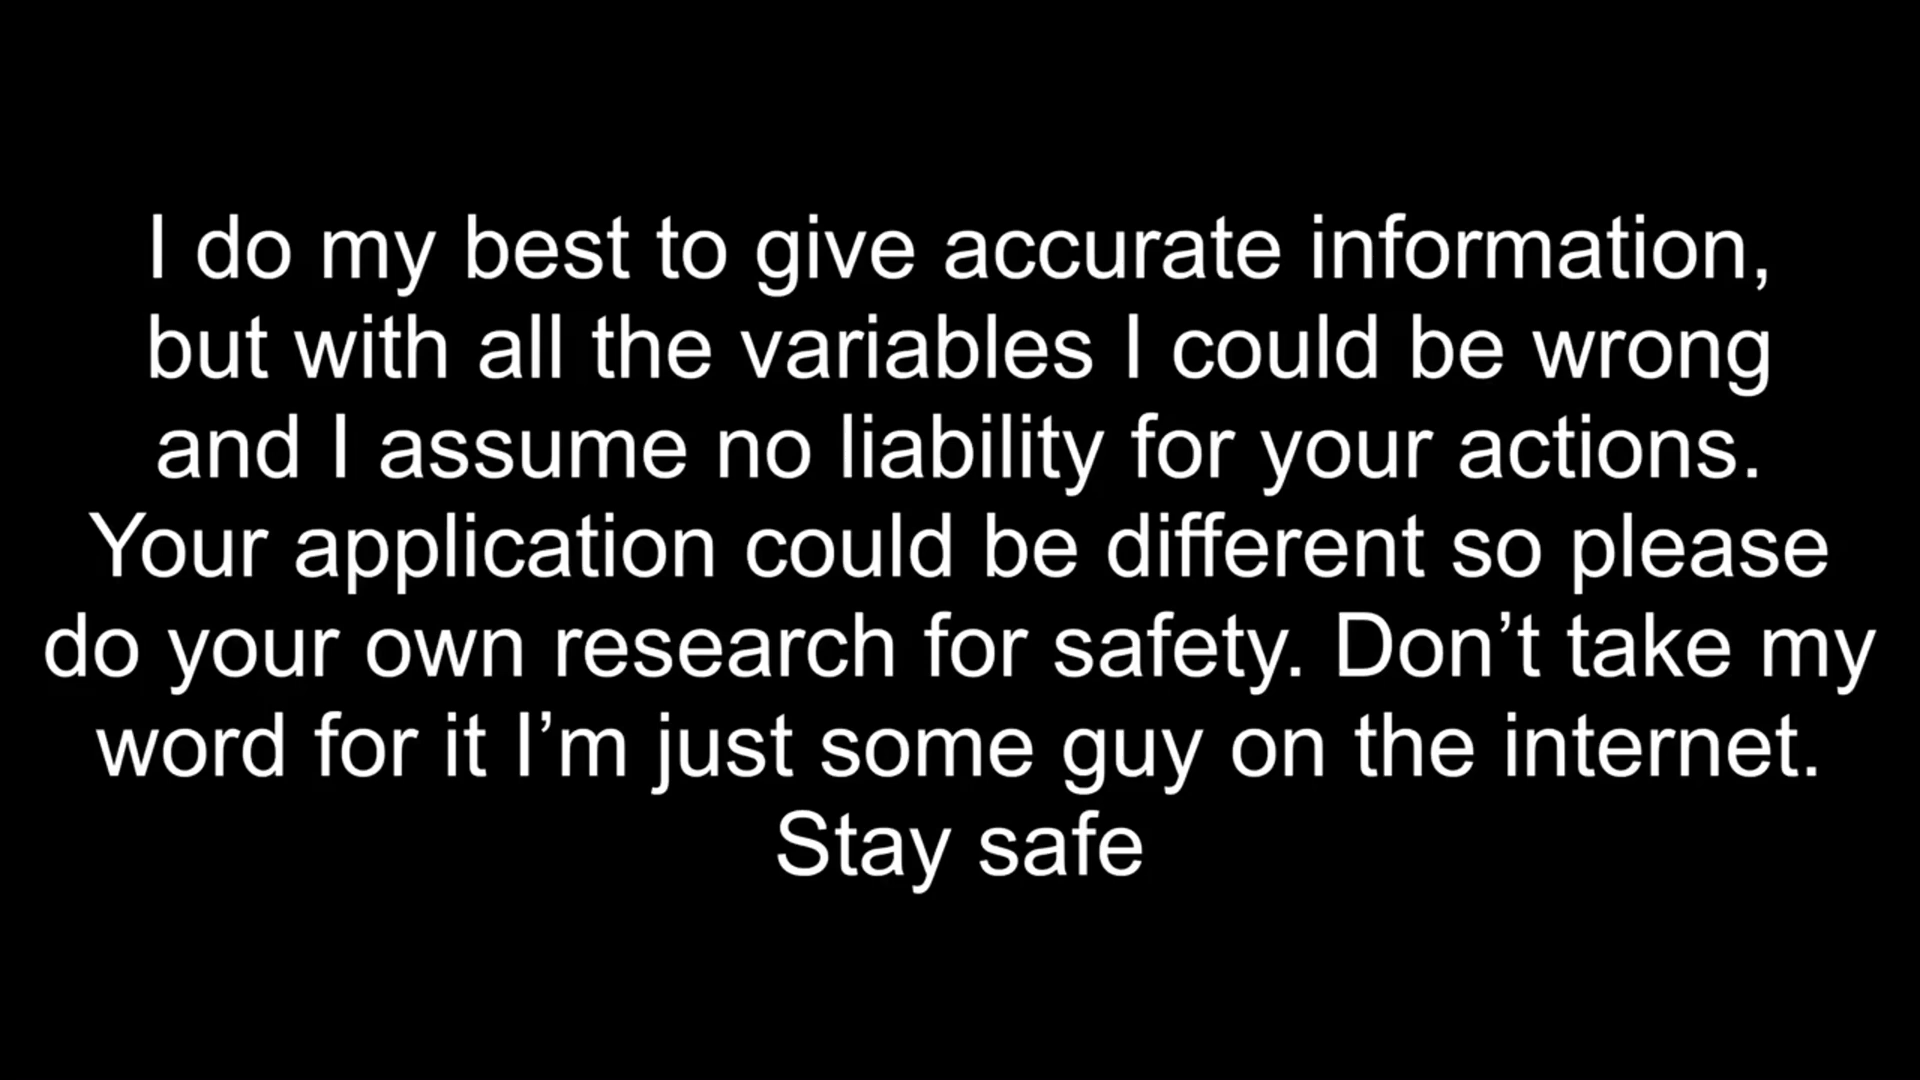 I do my best to give accurate information,
but with all the variables I could be wrong
and I assume no liability for your actions.
Your application could be different so please
do your own research for safety. Don’t take my
word for it I’m just some guy on the internet.
Stay safe